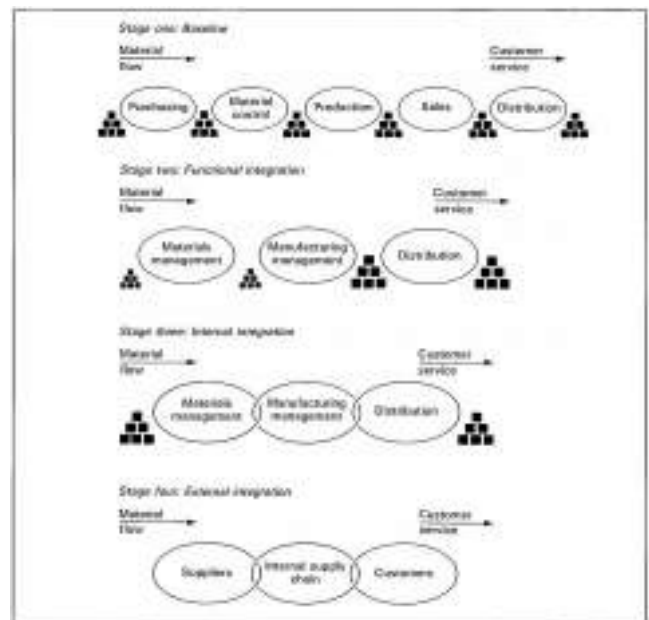 Stage one: Baseline
Material
flow
Customer
service
Purchasing
Material
control
Production
Sales
Distribution
Stage two: Functional integration
Material
flow
Customer
service
Materials
management
Manufacturing
management
Distribution
Stage three: Internal integration
Material
flow
Customer
service
Materials
management
Manufacturing
management
Distribution
Stage four: External integration
Material
flow
Customer
service
Suppliers
Internal supply
chain
Customers